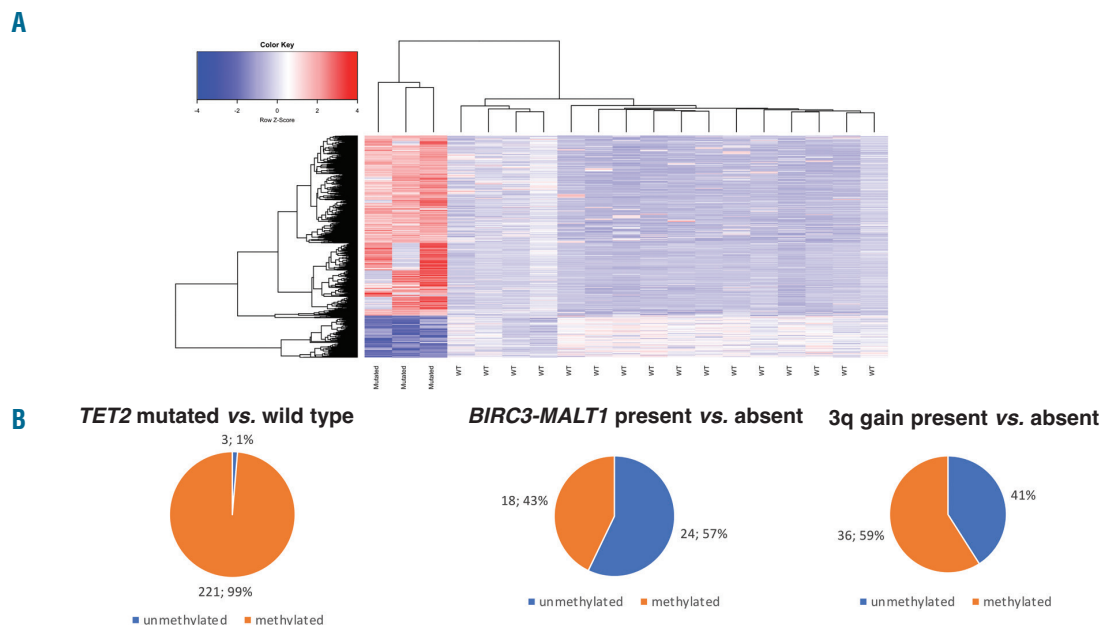 A
Color Key
-4 -2 0 2 4
Row Z-Score
Mutated Mutated Mutated WT WT WT WT WT WT WT WT WT WT WT WT WT WT WT WT
B
TET2 mutated vs. wild type
BIRC3-MALT1 present vs. absent
3q gain present vs. absent
3; 1%
221; 99%
unmethylated methylated
18; 43%
24; 57%
unmethylated methylated
41%
36; 59%
unmethylated methylated